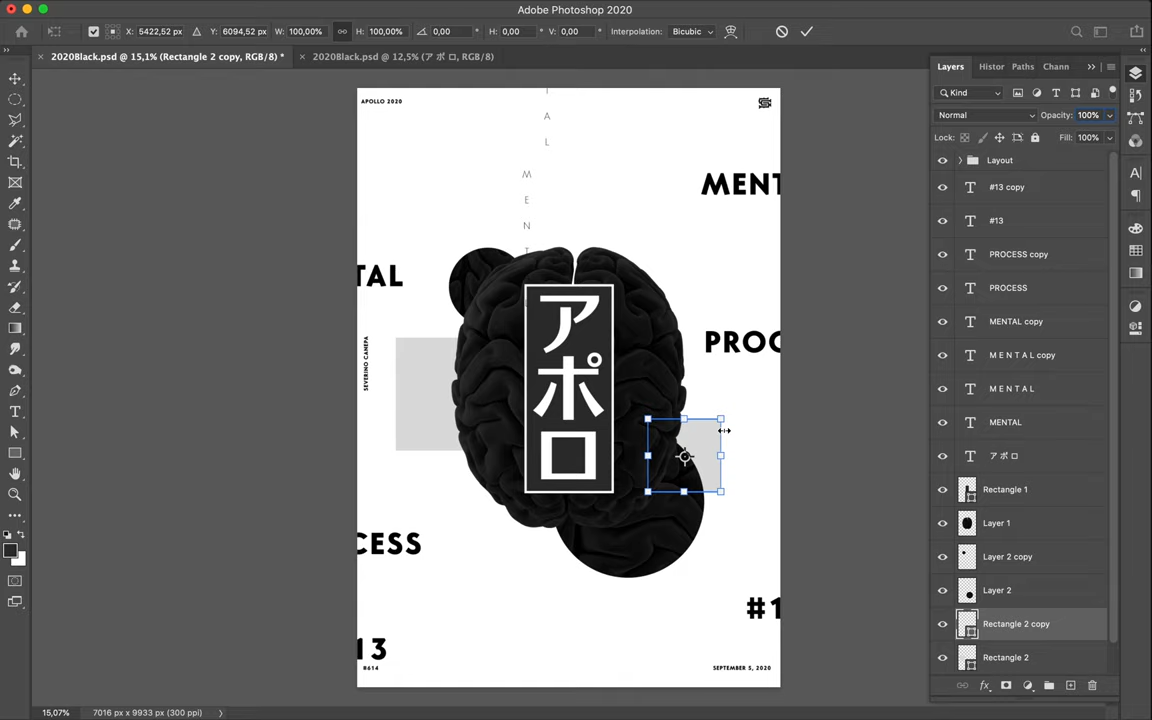 Adobe Photoshop 2020
X: 5422,52 px
Y: 6094,52 px
W: 100,00%
H: 100,00%
0,00
H: 0,00
V: 0,00
Interpolation:
Bicubic
2020Black.psd @ 15,1% (Rectangle 2 copy, RGB/8) *
2020Black.psd @ 12,5% (アポロ, RGB/8)
APOLLO 2020
A
L
M
E
N
T
MENT
TAL
SEVERINO CANEPA
アポロ
PROC
CESS
#1
13
#614
SEPTEMBER 5, 2020
Layers
Histor
Paths
Chann
Kind
Normal
Opacity:
100%
Lock:
Fill:
100%
Layout
#13 copy
#13
PROCESS copy
PROCESS
MENTAL copy
M E N T A L copy
M E N T A L
MENTAL
アポロ
Rectangle 1
Layer 1
Layer 2 copy
Layer 2
Rectangle 2 copy
Rectangle 2
15,07%
7016 px x 9933 px (300 ppi)